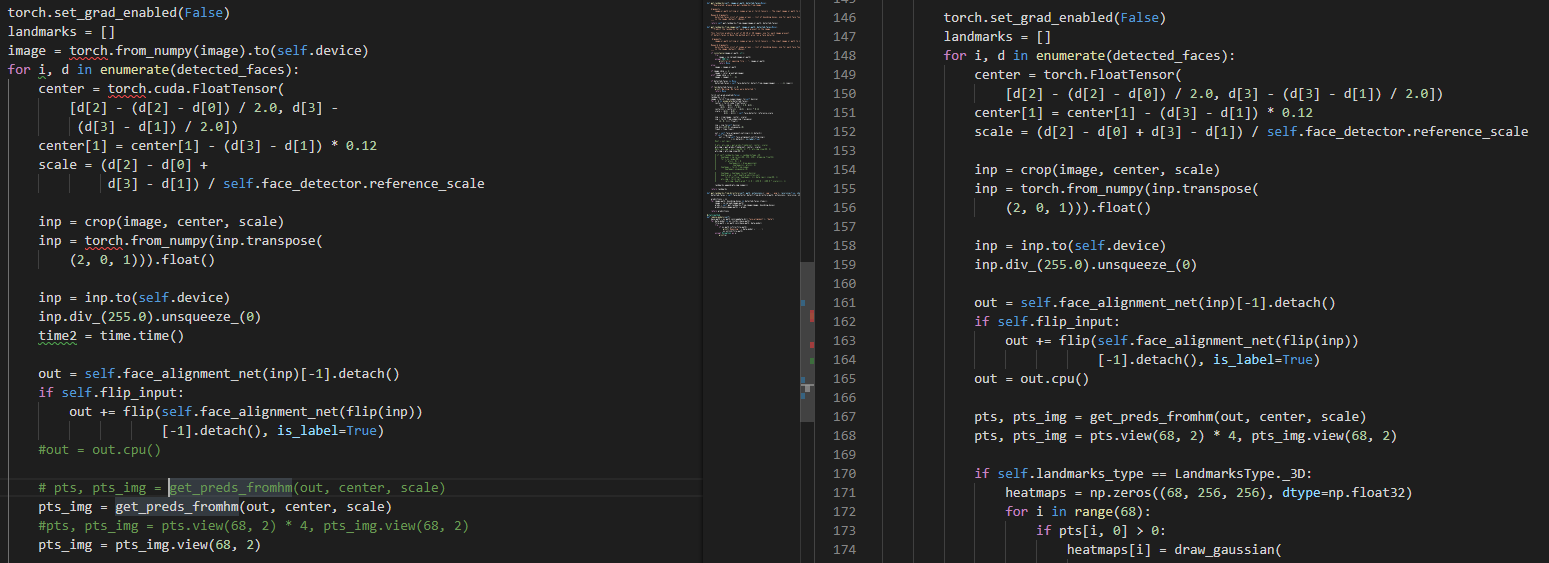 torch.set_grad_enabled(False)
landmarks = []
image = torch.from_numpy(image).to(self.device)
for i, d in enumerate(detected_faces):
    center = torch.cuda.FloatTensor(
        [d[2] - (d[2] - d[0]) / 2.0, d[3] -
         (d[3] - d[1]) / 2.0])
    center[1] = center[1] - (d[3] - d[1]) * 0.12
    scale = (d[2] - d[0] +
             d[3] - d[1]) / self.face_detector.reference_scale
    inp = crop(image, center, scale)
    inp = torch.from_numpy(inp.transpose(
        (2, 0, 1))).float()
    inp = inp.to(self.device)
    inp.div_(255.0).unsqueeze_(0)
    time2 = time.time()
    out = self.face_alignment_net(inp)[-1].detach()
    if self.flip_input:
        out += flip(self.face_alignment_net(flip(inp))
                    [-1].detach(), is_label=True)
    #out = out.cpu()
    # pts, pts_img = get_preds_fromhm(out, center, scale)
    pts_img = get_preds_fromhm(out, center, scale)
    #pts, pts_img = pts.view(68, 2) * 4, pts_img.view(68, 2)
    pts_img = pts_img.view(68, 2)
146 torch.set_grad_enabled(False)
147 landmarks = []
148 for i, d in enumerate(detected_faces):
149     center = torch.FloatTensor(
150         [d[2] - (d[2] - d[0]) / 2.0, d[3] - (d[3] - d[1]) / 2.0])
151     center[1] = center[1] - (d[3] - d[1]) * 0.12
152     scale = (d[2] - d[0] + d[3] - d[1]) / self.face_detector.reference_scale
153
154     inp = crop(image, center, scale)
155     inp = torch.from_numpy(inp.transpose(
156         (2, 0, 1))).float()
157
158     inp = inp.to(self.device)
159     inp.div_(255.0).unsqueeze_(0)
160
161     out = self.face_alignment_net(inp)[-1].detach()
162     if self.flip_input:
163         out += flip(self.face_alignment_net(flip(inp))
164                     [-1].detach(), is_label=True)
165     out = out.cpu()
166
167     pts, pts_img = get_preds_fromhm(out, center, scale)
168     pts, pts_img = pts.view(68, 2) * 4, pts_img.view(68, 2)
169
170     if self.landmarks_type == LandmarksType._3D:
171         heatmaps = np.zeros((68, 256, 256), dtype=np.float32)
172         for i in range(68):
173             if pts[i, 0] > 0:
174                 heatmaps[i] = draw_gaussian(